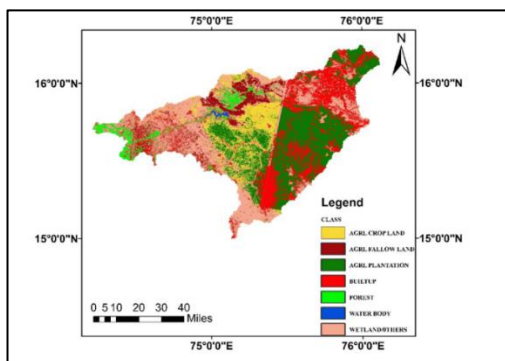 75°0'0"E 76°0'0"E
N
16°0'0"N 16°0'0"N
Legend
CLASS
AGRL CROP LAND
AGRL FALLOW LAND
AGRL PLANTATION
15°0'0"N 15°0'0"N
BUILTUP
FOREST
WATER BODY
WETLAND/OTHERS
0 5 10 20 30 40
Miles
75°0'0"E 76°0'0"E